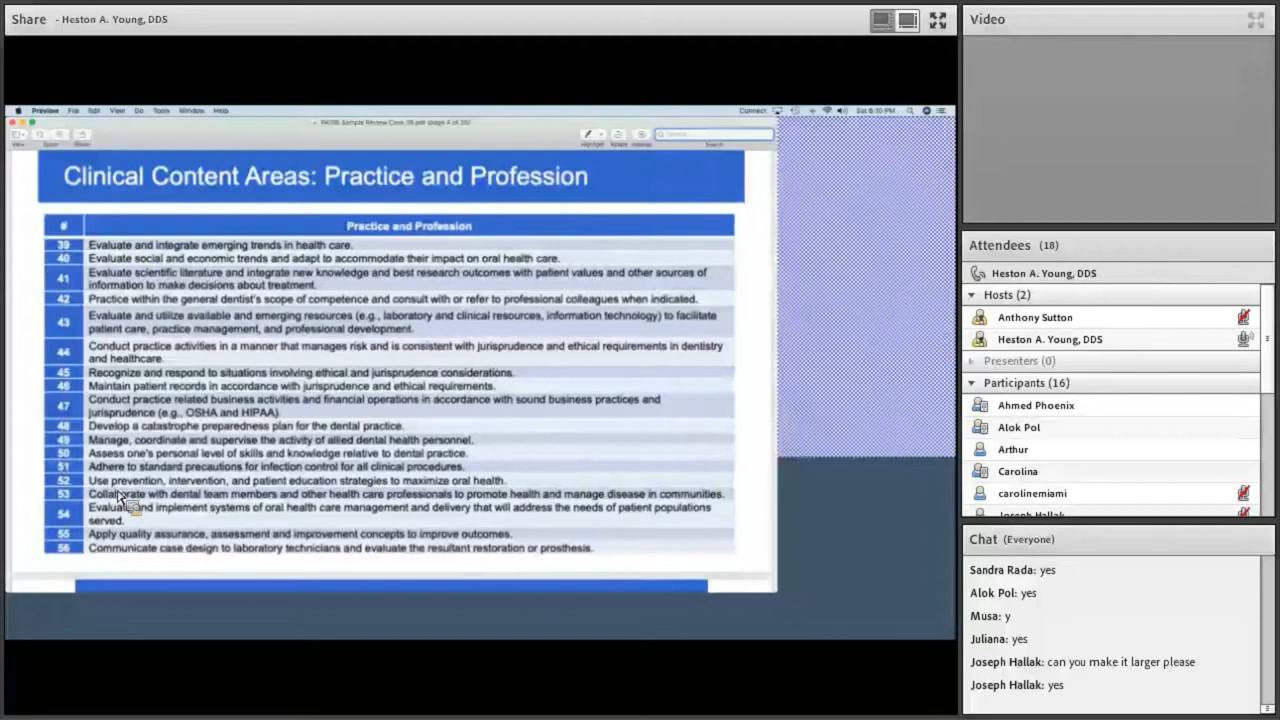 Share - Heston A. Young, DDS
Preview File Edit View Go Tools Window Help
Connect
Sat 6:10 PM
Search
Clinical Content Areas: Practice and Profession
# Practice and Profession
39 Evaluate and integrate emerging trends in health care.
40 Evaluate social and economic trends and adapt to accommodate their impact on oral health care.
41 Evaluate scientific literature and integrate new knowledge and best research outcomes with patient values and other sources of
information to make decisions about treatment.
42 Practice within the general dentist's scope of competence and consult with or refer to professional colleagues when indicated.
43 Evaluate and utilize available and emerging resources (e.g., laboratory and clinical resources, information technology) to facilitate
patient care, practice management, and professional development.
44 Conduct practice activities in a manner that manages risk and is consistent with jurisprudence and ethical requirements in dentistry
and healthcare.
45 Recognize and respond to situations involving ethical and jurisprudence considerations.
46 Maintain patient records in accordance with jurisprudence and ethical requirements.
47 Conduct practice related business activities and financial operations in accordance with sound business practices and
jurisprudence (e.g., OSHA and HIPAA)
48 Develop a catastrophe preparedness plan for the dental practice.
49 Manage, coordinate and supervise the activity of allied dental health personnel.
50 Assess one's personal level of skills and knowledge relative to dental practice.
51 Adhere to standard precautions for infection control for all clinical procedures.
52 Use prevention, intervention, and patient education strategies to maximize oral health.
53 Collaborate with dental team members and other health care professionals to promote health and manage disease in communities.
54 Evaluate and implement systems of oral health care management and delivery that will address the needs of patient populations
served.
55 Apply quality assurance, assessment and improvement concepts to improve outcomes.
56 Communicate case design to laboratory technicians and evaluate the resultant restoration or prosthesis.
Video
Attendees (18)
Heston A. Young, DDS
Hosts (2)
Anthony Sutton
Heston A. Young, DDS
Presenters (0)
Participants (16)
Ahmed Phoenix
Alok Pol
Arthur
Carolina
carolinemiami
Joseph Hallak
Chat (Everyone)
Sandra Rada: yes
Alok Pol: yes
Musa: y
Juliana: yes
Joseph Hallak: can you make it larger please
Joseph Hallak: yes